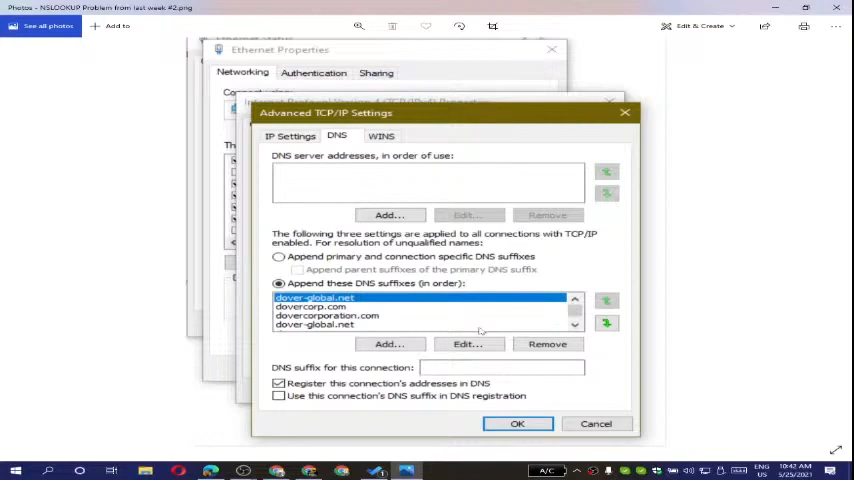 Photos - NSLOOKUP Problem from last week #2.png
See all photos
Add to
Edit & Create
Ethernet Properties
Networking
Authentication
Sharing
Advanced TCP/IP Settings
IP Settings
DNS
WINS
DNS server addresses, in order of use:
Add...
Edit...
Remove
The following three settings are applied to all connections with TCP/IP
enabled. For resolution of unqualified names:
Append primary and connection specific DNS suffixes
Append parent suffixes of the primary DNS suffix
Append these DNS suffixes (in order):
dover-global.net
dovercorp.com
dovercorporation.com
dover-global.net
Add...
Edit...
Remove
DNS suffix for this connection:
Register this connection's addresses in DNS
Use this connection's DNS suffix in DNS registration
OK
Cancel
A/C
ENG
US
10:42 AM
5/25/2021